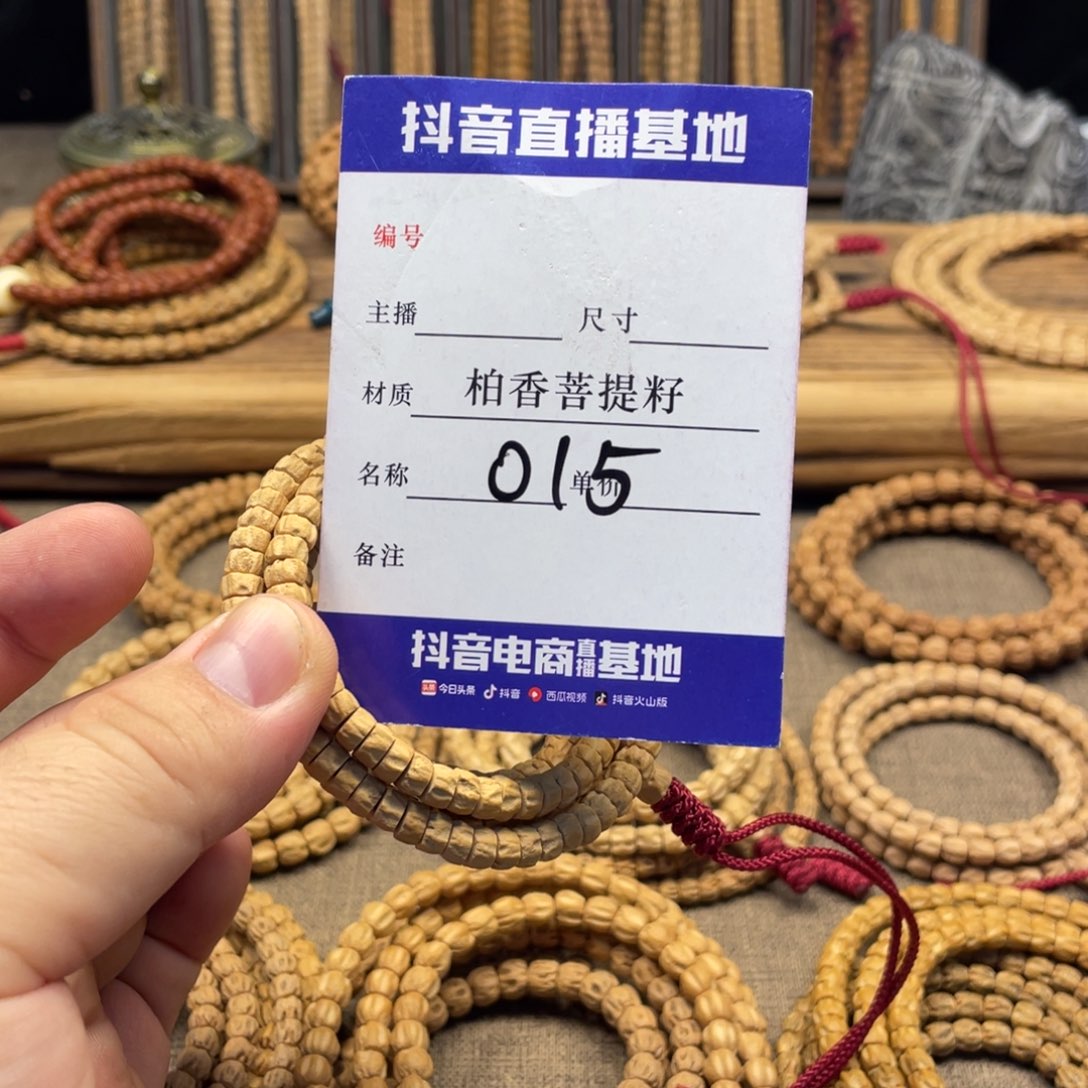 抖音直播基地
编号
主播 尺寸
材质 柏香菩提籽
名称 015 单价
备注
抖音电商直播基地
头条 今日头条 抖音 西瓜视频 抖音火山版